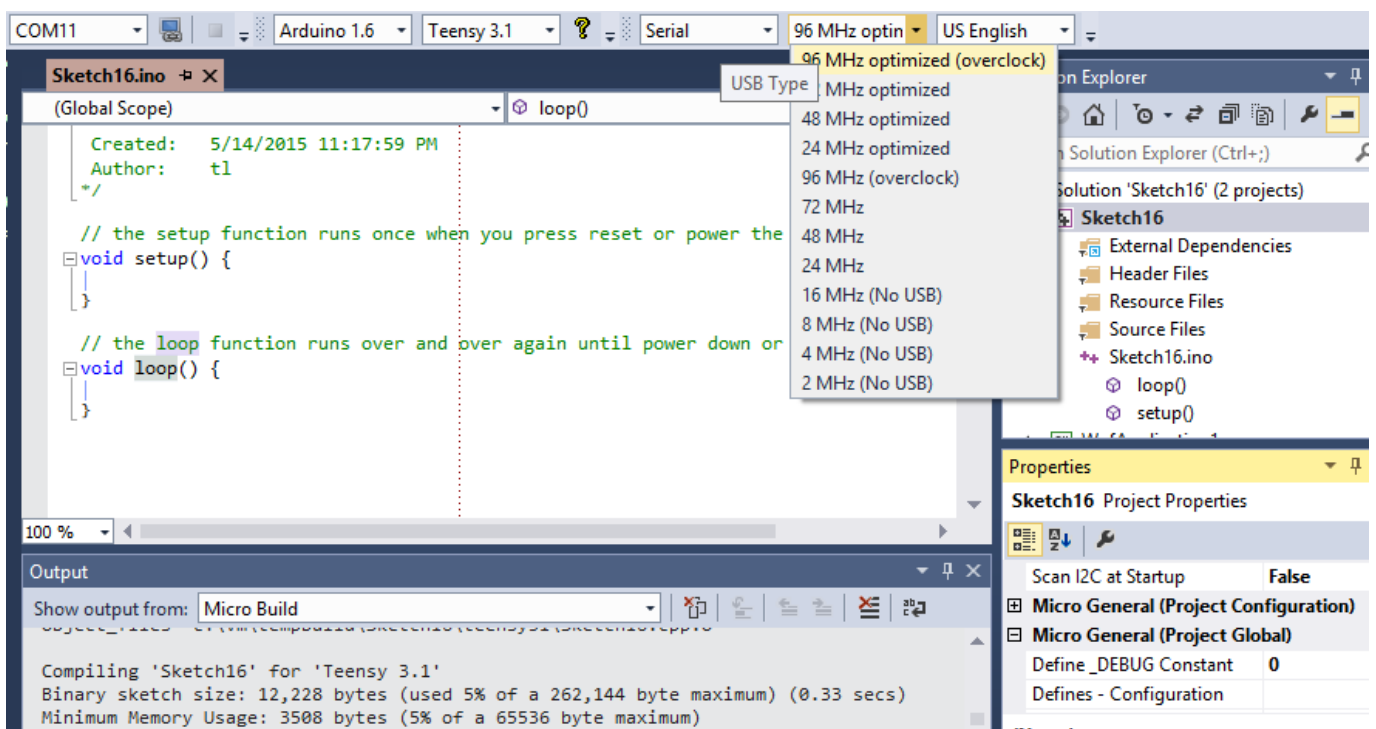 COM11 Arduino 1.6 Teensy 3.1 Serial 96 MHz optin US English
Sketch16.ino
(Global Scope) loop()
Created: 5/14/2015 11:17:59 PM
Author: tl
*/
// the setup function runs once when you press reset or power the
void setup() {
}
// the loop function runs over and over again until power down or
void loop() {
}
100 %
USB Type
96 MHz optimized (overclock)
MHz optimized
48 MHz optimized
24 MHz optimized
96 MHz (overclock)
72 MHz
48 MHz
24 MHz
16 MHz (No USB)
8 MHz (No USB)
4 MHz (No USB)
2 MHz (No USB)
Explorer
Solution Explorer (Ctrl+;)
Solution 'Sketch16' (2 projects)
Sketch16
External Dependencies
Header Files
Resource Files
Source Files
Sketch16.ino
loop()
setup()
Output
Show output from: Micro Build
Compiling 'Sketch16' for 'Teensy 3.1'
Binary sketch size: 12,228 bytes (used 5% of a 262,144 byte maximum) (0.33 secs)
Minimum Memory Usage: 3508 bytes (5% of a 65536 byte maximum)
Properties
Sketch16 Project Properties
Scan I2C at Startup False
Micro General (Project Configuration)
Micro General (Project Global)
Define _DEBUG Constant 0
Defines - Configuration